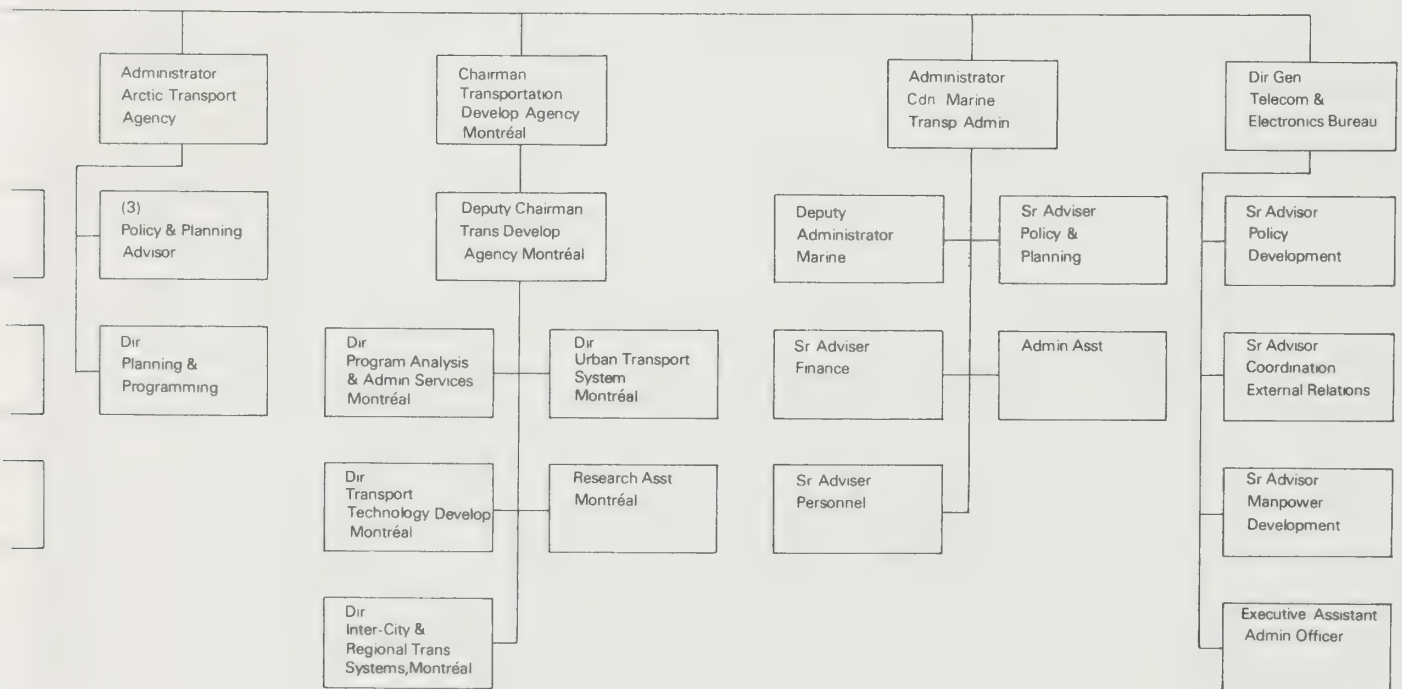 Administrator
Arctic Transport
Agency
(3)
Policy & Planning
Advisor
Dir
Planning &
Programming
Chairman
Transportation
Develop Agency
Montréal
Deputy Chairman
Trans Develop
Agency Montréal
Dir
Program Analysis
& Admin Services
Montréal
Dir
Urban Transport
System
Montréal
Dir
Transport
Technology Develop
Montréal
Research Asst
Montréal
Dir
Inter-City &
Regional Trans
Systems, Montréal
Administrator
Cdn Marine
Transp Admin
Deputy
Administrator
Marine
Sr Adviser
Policy &
Planning
Sr Adviser
Finance
Admin Asst
Sr Adviser
Personnel
Dir Gen
Telecom &
Electronics Bureau
Sr Advisor
Policy
Development
Sr Advisor
Coordination
External Relations
Sr Advisor
Manpower
Development
Executive Assistant
Admin Officer